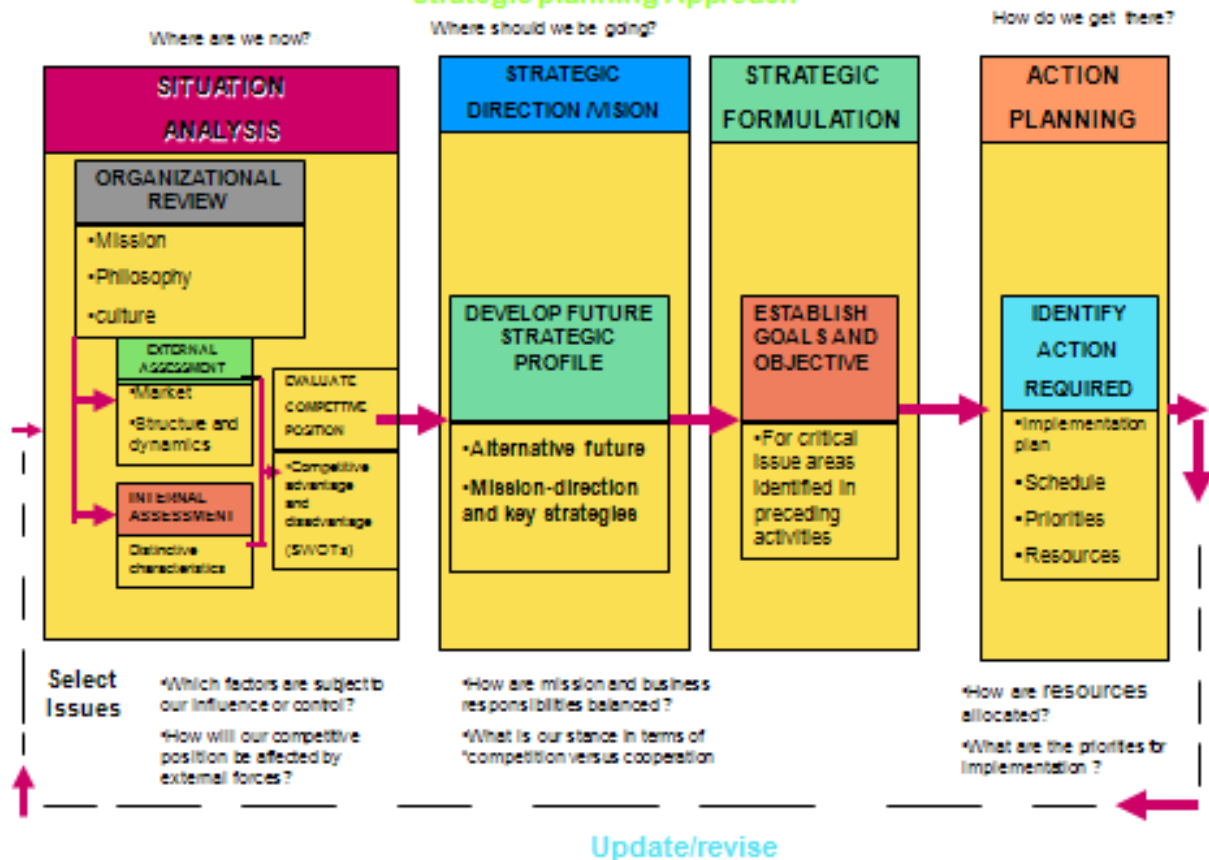 Strategic planning Approach
Where are we now?
Where should we be going?
How do we get there?
SITUATION
ANALYSIS
ORGANIZATIONAL
REVIEW
•Mission
•Philosophy
•culture
EXTERNAL
ASSESSMENT
•Market
•Structure and
dynamics
INTERNAL
ASSESSMENT
Distinctive
characteristics
EVALUATE
COMPETTIVE
POSITION
•Competitive
advantage
and
disadvantage
(SWOTs)
STRATEGIC
DIRECTION /VISION
DEVELOP FUTURE
STRATEGIC
PROFILE
•Alternative future
•Mission-direction
and key strategies
STRATEGIC
FORMULATION
ESTABLISH
GOALS AND
OBJECTIVE
•For critical
issue areas
identified in
preceding
activities
ACTION
PLANNING
IDENTIFY
ACTION
REQUIRED
•Implementation
plan
•Schedule
•Priorities
•Resources
Select
Issues
•Which factors are subject to
our influence or control?
•How will our competitive
position be affected by
external forces?
•How are mission and business
responsibilities balanced ?
•What is our stance in terms of
"competition versus cooperation
•How are resources
allocated?
•What are the priorities for
implementation ?
Update/revise